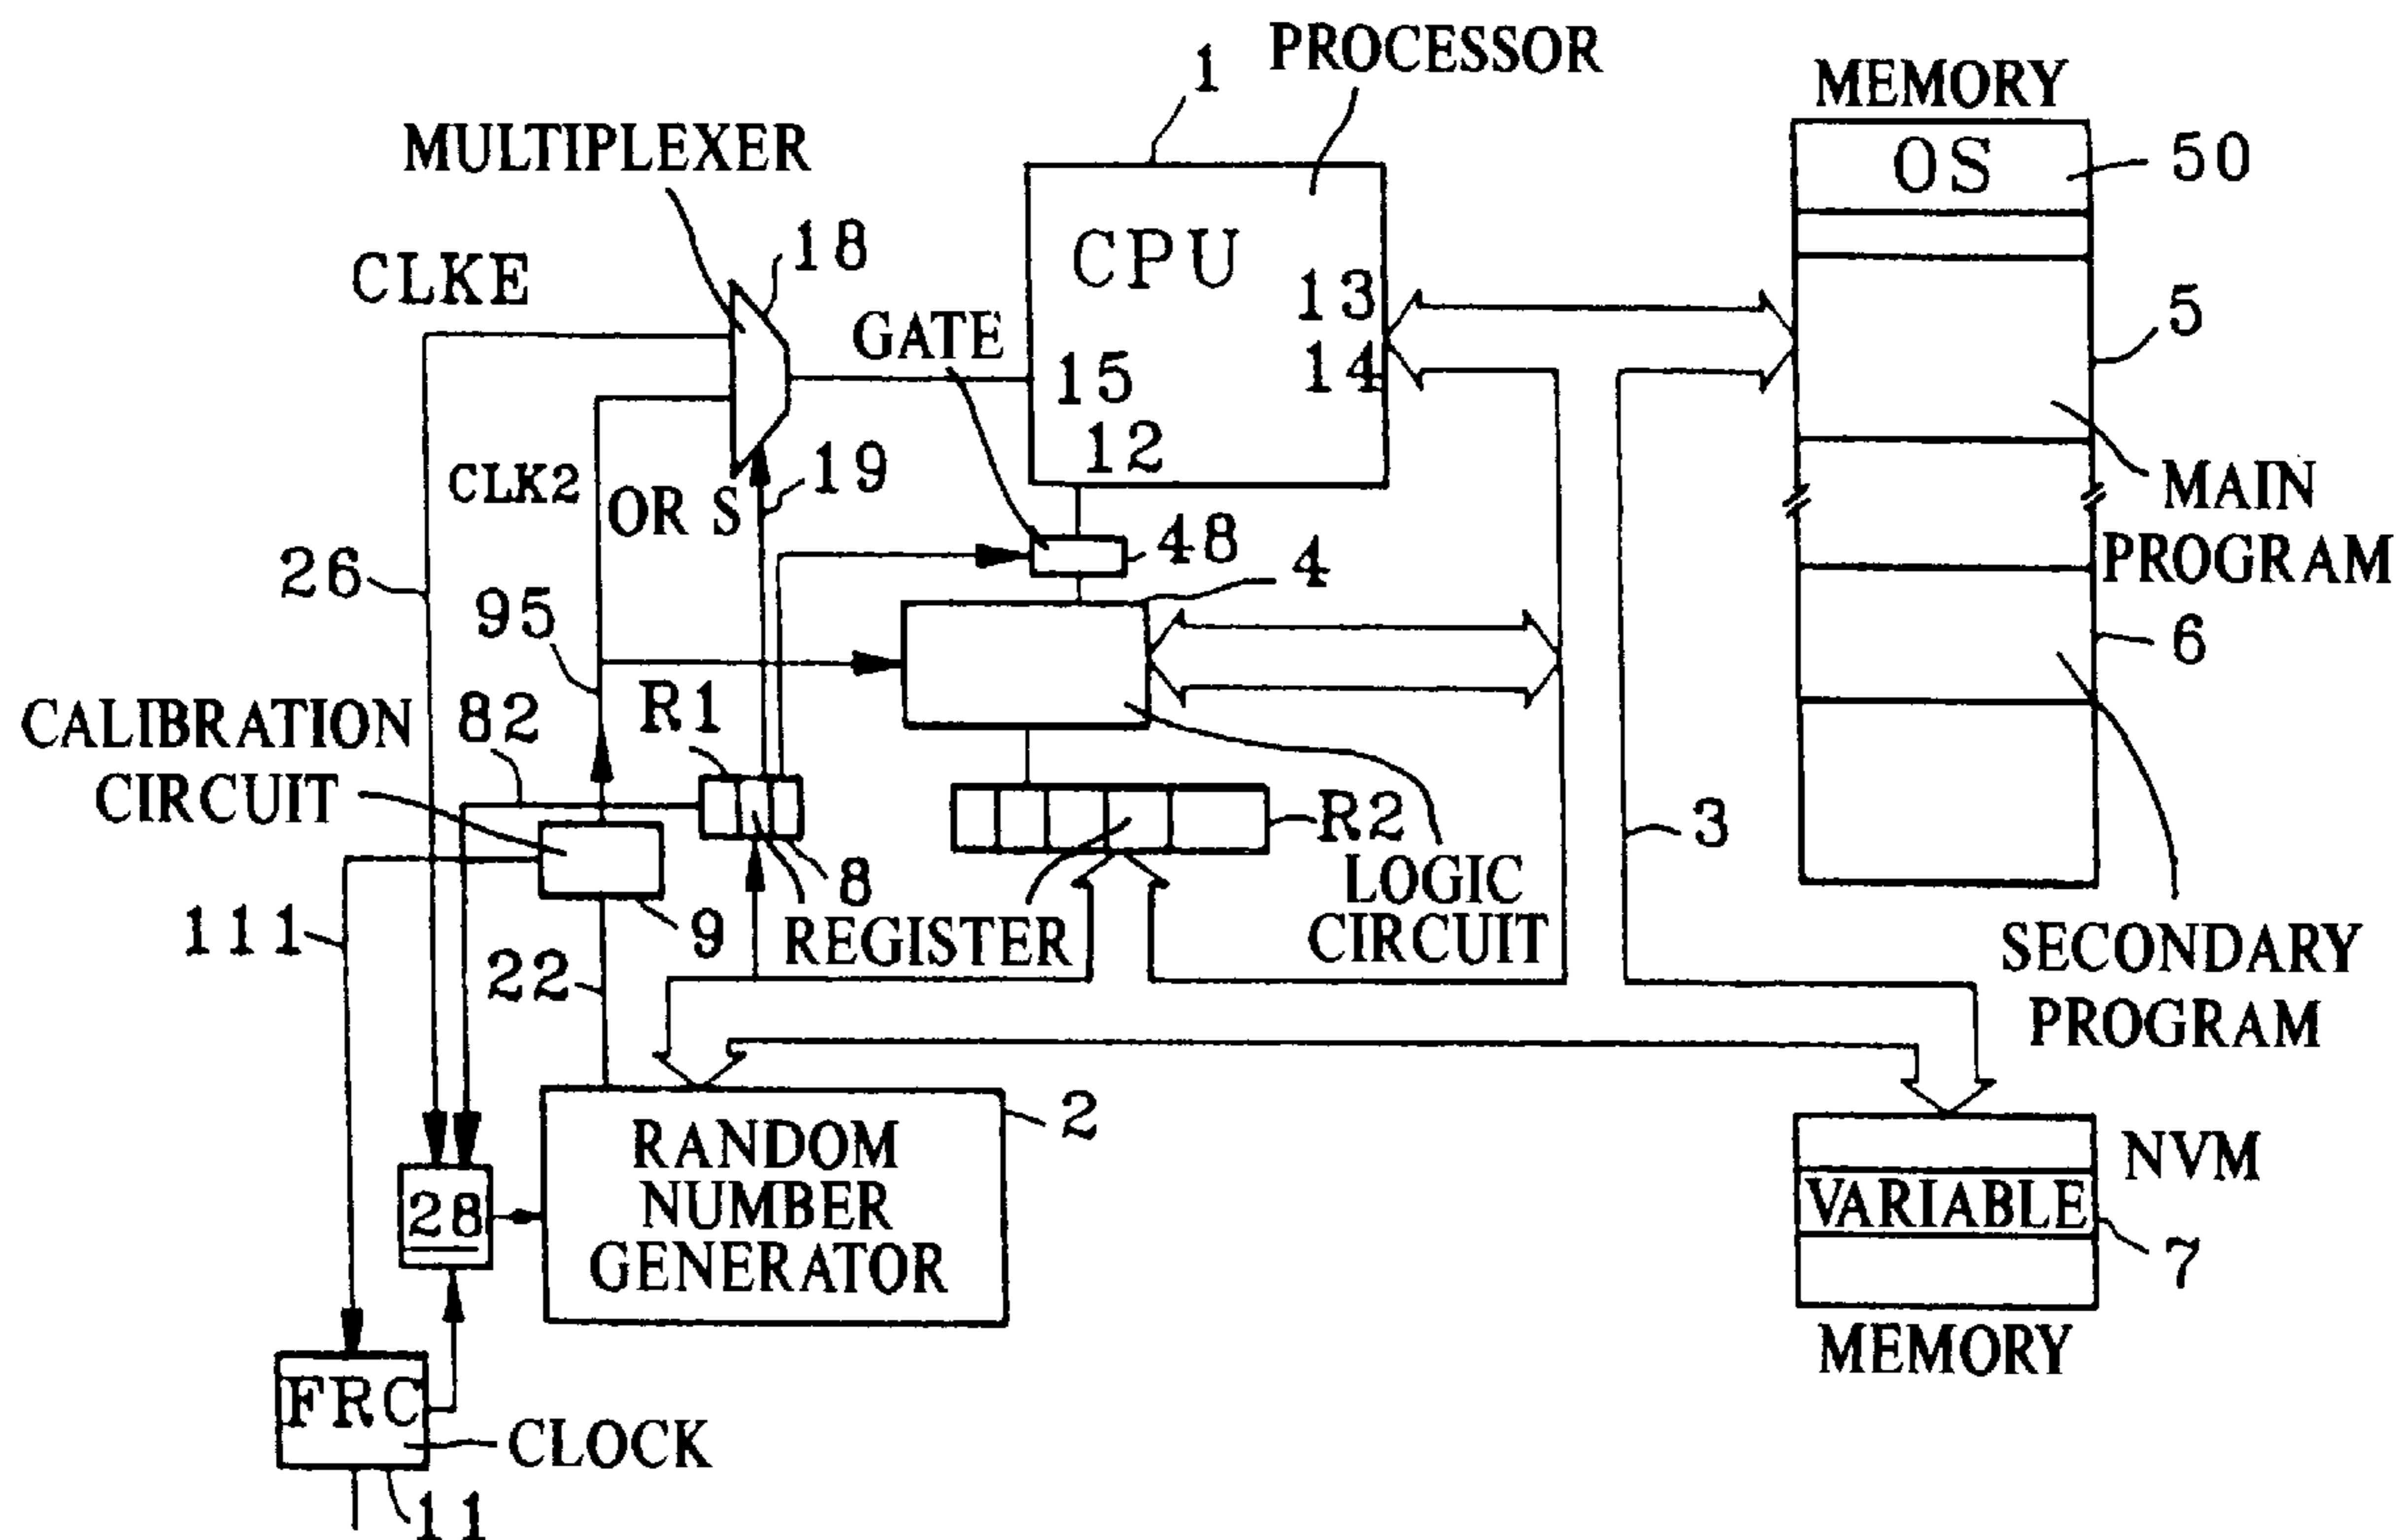 PROCESSOR
1
MEMORY
MULTIPLEXER
OS
50
18
CPU
CLKE
13
5
GATE
14
15
12
19
CLK2
OR S
MAIN
PROGRAM
48
4
26
95
6
R1
82
CALIBRATION
CIRCUIT
R2
3
8
LOGIC
CIRCUIT
111
9
REGISTER
22
SECONDARY
PROGRAM
2
RANDOM
NUMBER
GENERATOR
NVM
28
VARIABLE
7
MEMORY
FRC
CLOCK
11